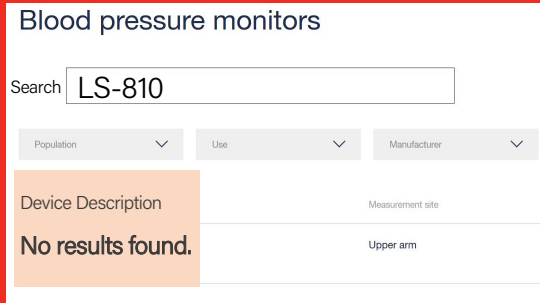 Blood pressure monitors
Search LS-810
Population Use Manufacturer
Device Description Measurement site
No results found. Upper arm